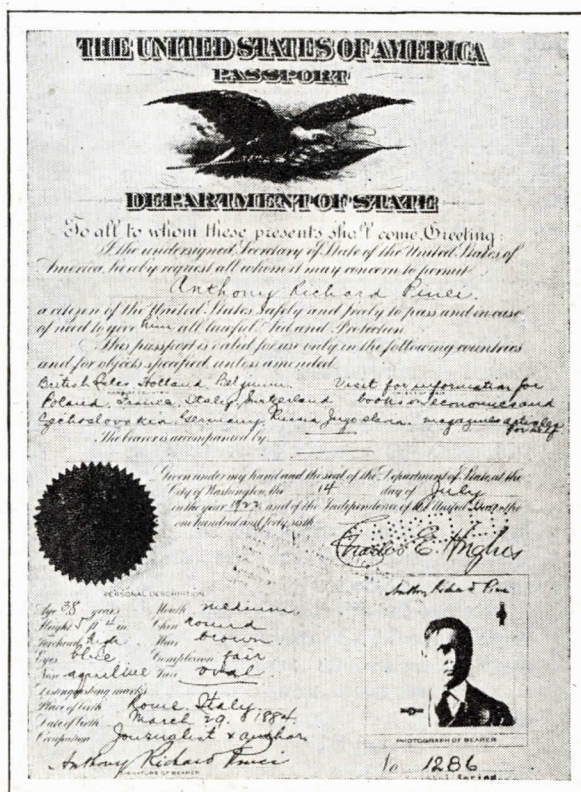 THE UNITED STATES OF AMERICA
PASSPORT
DEPARTMENT OF STATE
To all to whom these presents shall come, Greeting:
I the undersigned, Secretary of State of the United States of
America, hereby request all whom it may concern to permit
Anthony Richard Pinci.
a citizen of the United States safely and freely to pass and in case
of need to give him all lawful Aid and Protection.
This passport is valid for use only in the following countries
and for objects specified, unless amended
British Isles Holland Belgium. Visit for information for
Poland, France, Italy, Switzerland books on economics and
Czechoslovakia, Germany, Russia Jugoslavia. magazines articles
for self.
The bearer is accompanied by
Given under my hand and the seal of the Department of State, at the
City of Washington, the 14 day of July
in the year 1922 and of the Independence of the United States the
one hundred and forty sixth
Charles E. Hughes
PERSONAL DESCRIPTION
Age 38 years Mouth medium
Height 5 ft in Chin round
Forehead high Hair brown
Eyes blue Complexion fair
Nose aquiline Face oval
Distinguishing marks
Place of birth Rome, Italy.
Date of birth March 29. 1884
Occupation Journalist & author
Anthony Richard Pinci
SIGNATURE OF BEARER
Anthony Richard Pinci
PHOTOGRAPH OF BEARER
No 1286